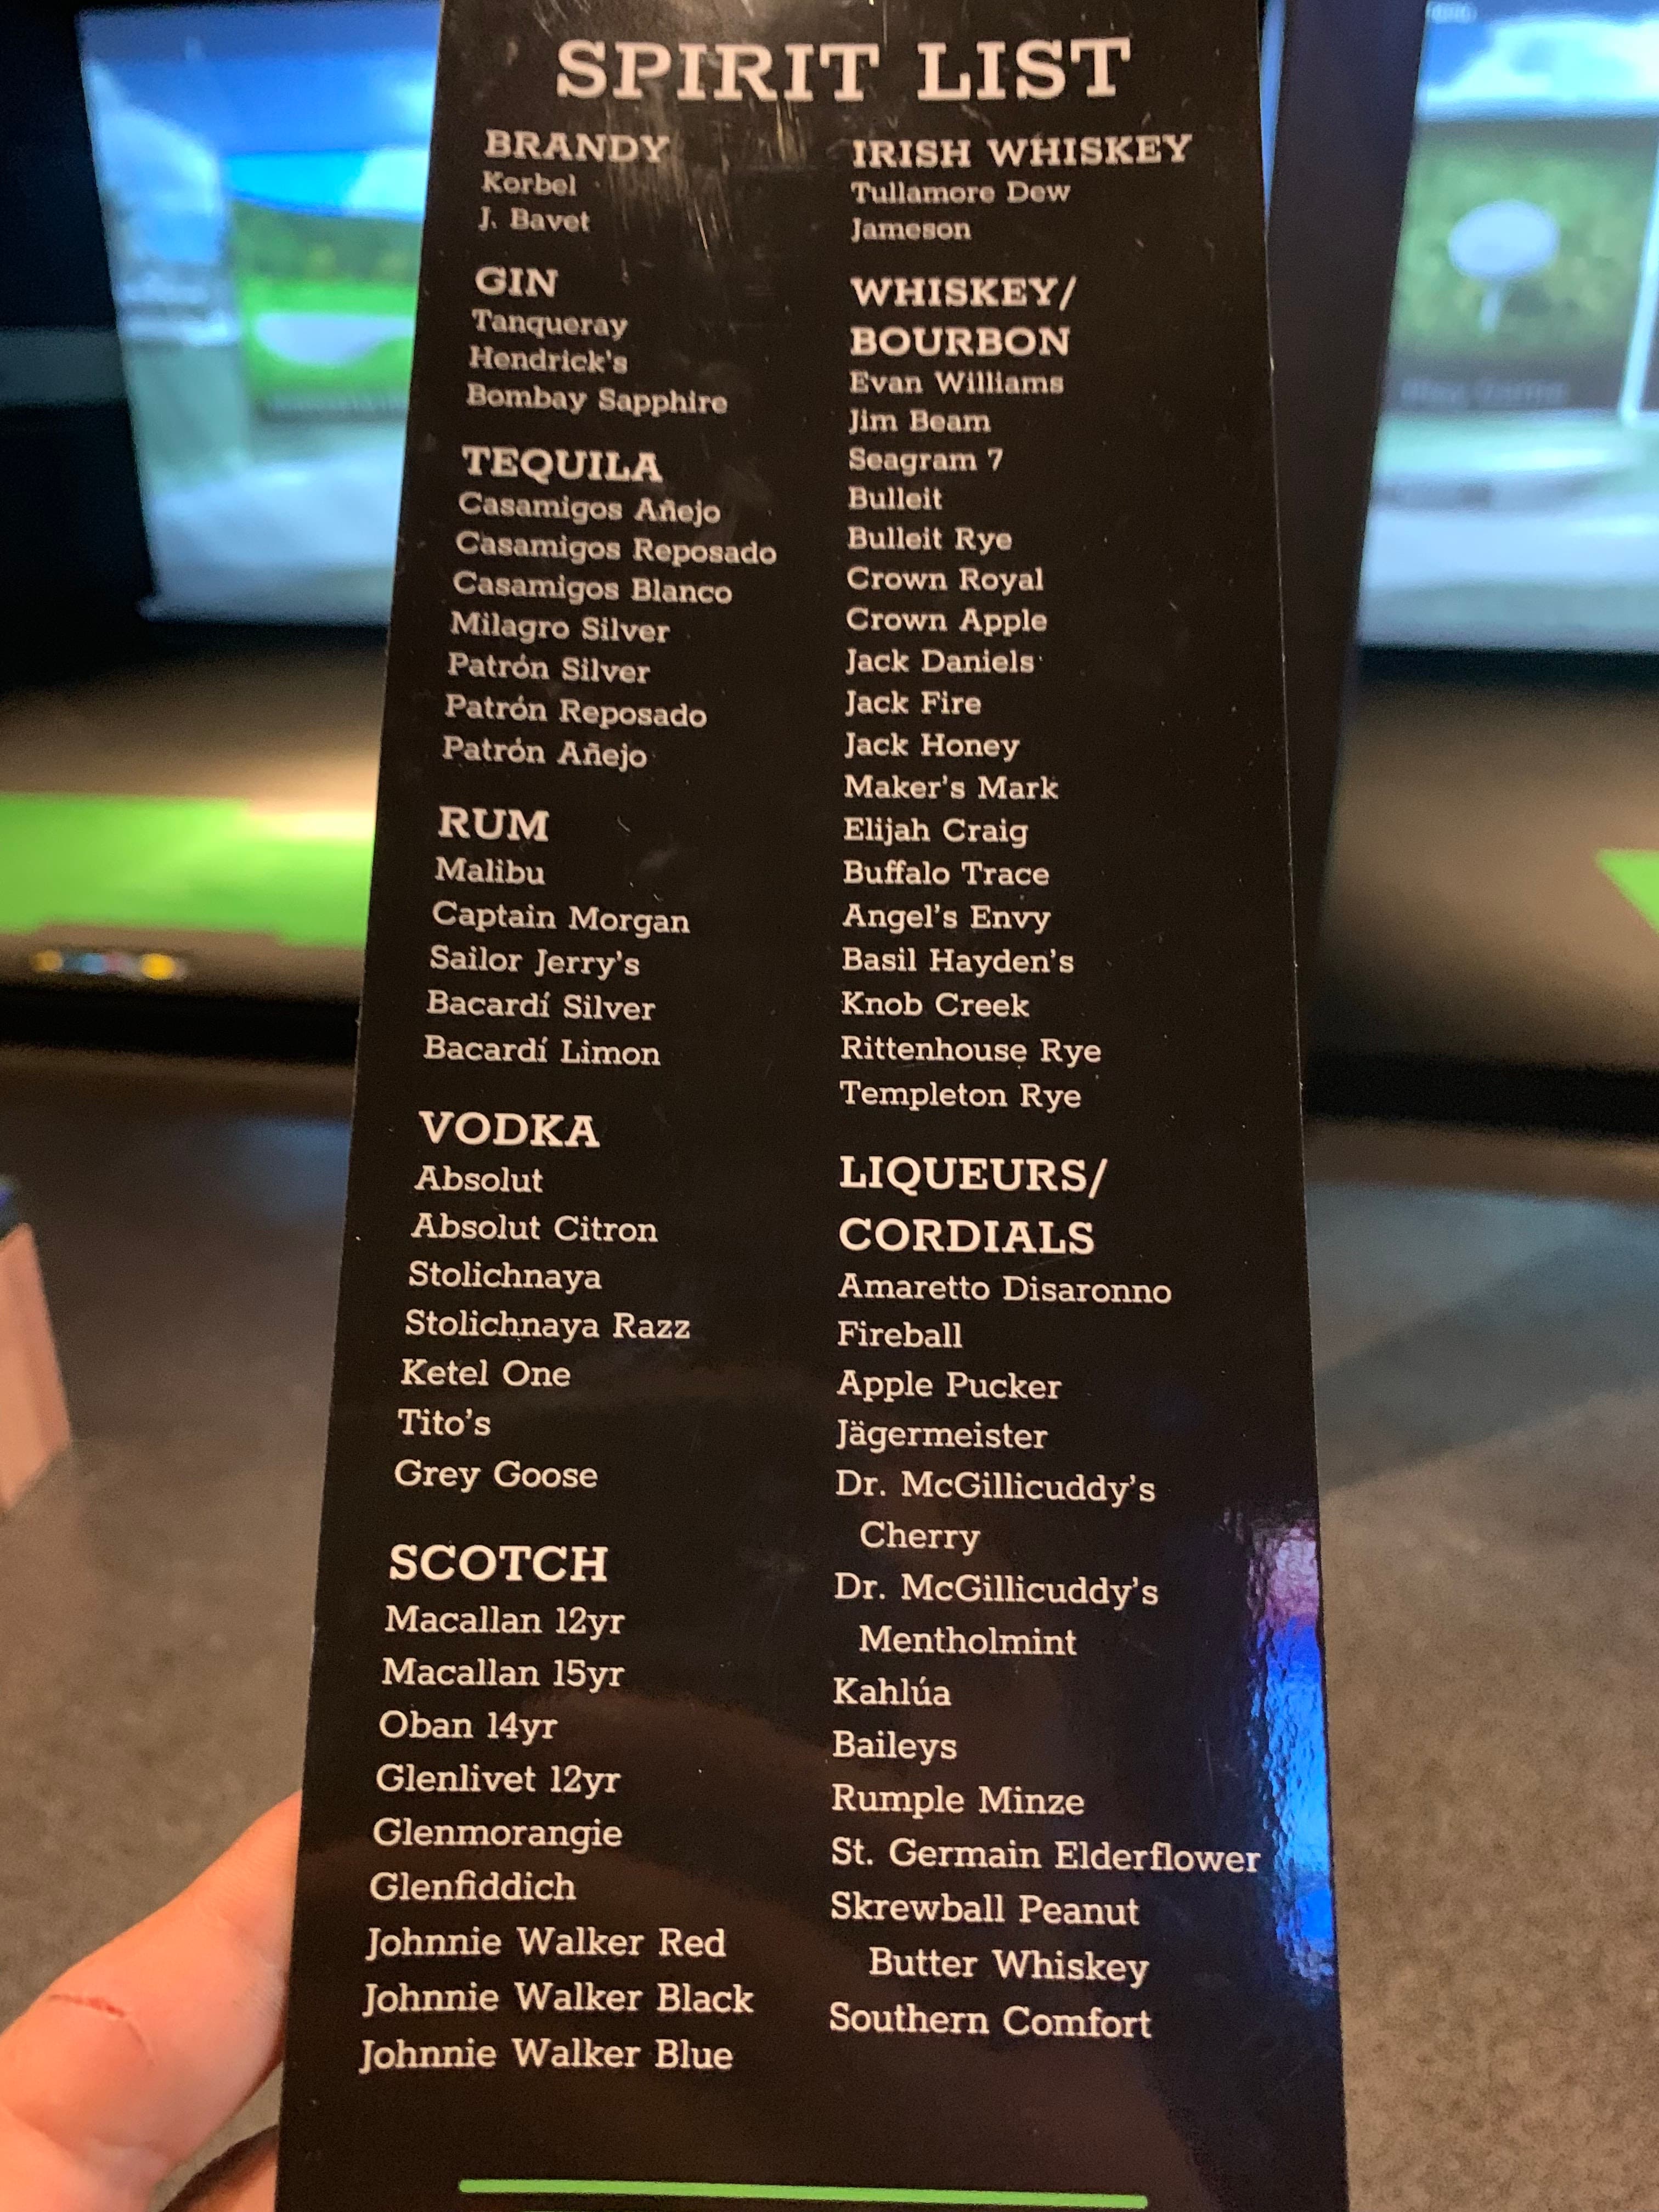 SPIRIT LIST
BRANDY
Korbel
J. Bavet
GIN
Tanqueray
Hendrick's
Bombay Sapphire
TEQUILA
Casamigos Añejo
Casamigos Reposado
Casamigos Blanco
Milagro Silver
Patrón Silver
Patrón Reposado
Patrón Añejo
RUM
Malibu
Captain Morgan
Sailor Jerry's
Bacardí Silver
Bacardí Limon
VODKA
Absolut
Absolut Citron
Stolichnaya
Stolichnaya Razz
Ketel One
Tito's
Grey Goose
SCOTCH
Macallan 12yr
Macallan 15yr
Oban 14yr
Glenlivet 12yr
Glenmorangie
Glenfiddich
Johnnie Walker Red
Johnnie Walker Black
Johnnie Walker Blue
IRISH WHISKEY
Tullamore Dew
Jameson
WHISKEY/
BOURBON
Evan Williams
Jim Beam
Seagram 7
Bulleit
Bulleit Rye
Crown Royal
Crown Apple
Jack Daniels
Jack Fire
Jack Honey
Maker's Mark
Elijah Craig
Buffalo Trace
Angel's Envy
Basil Hayden's
Knob Creek
Rittenhouse Rye
Templeton Rye
LIQUEURS/
CORDIALS
Amaretto Disaronno
Fireball
Apple Pucker
Jägermeister
Dr. McGillicuddy's
Cherry
Dr. McGillicuddy's
Mentholmint
Kahlúa
Baileys
Rumple Minze
St. Germain Elderflower
Skrewball Peanut
Butter Whiskey
Southern Comfort